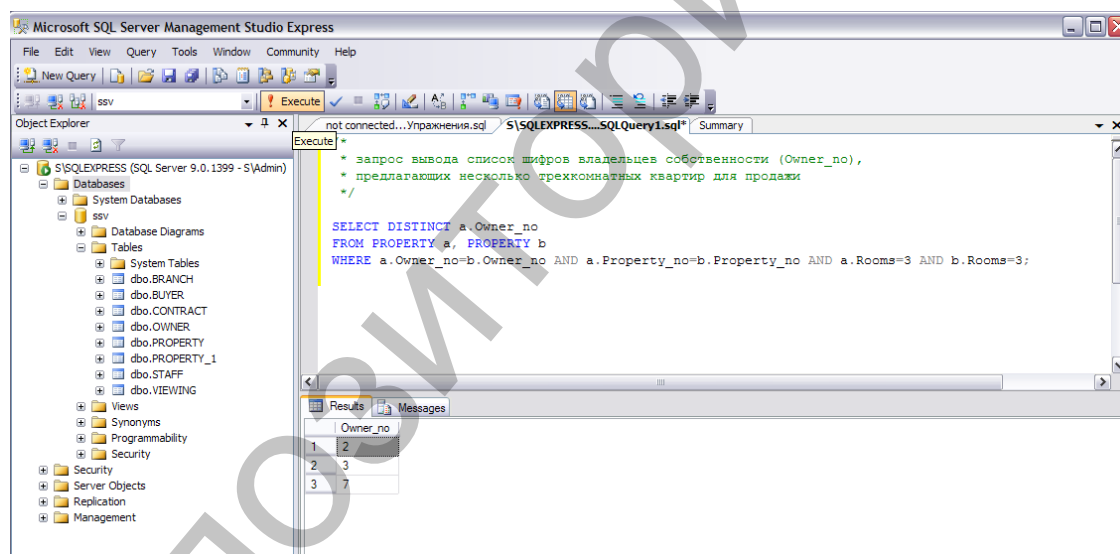 Microsoft SQL Server Management Studio Express
File Edit View Query Tools Window Community Help
New Query
ssv Execute
Object Explorer
not connected...Упражнения.sql S\SQLEXPRESS....SQLQuery1.sql* Summary
Execute
S\SQLEXPRESS (SQL Server 9.0.1399 - S\Admin)
Databases
System Databases
ssv
Database Diagrams
Tables
System Tables
dbo.BRANCH
dbo.BUYER
dbo.CONTRACT
dbo.OWNER
dbo.PROPERTY
dbo.PROPERTY_1
dbo.STAFF
dbo.VIEWING
Views
Synonyms
Programmability
Security
Security
Server Objects
Replication
Management
*
* запрос вывода список шифров владельцев собственности (Owner_no),
* предлагающих несколько трехкомнатных квартир для продажи
*/
SELECT DISTINCT a.Owner_no
FROM PROPERTY a, PROPERTY b
WHERE a.Owner_no=b.Owner_no AND a.Property_no=b.Property_no AND a.Rooms=3 AND b.Rooms=3;
Results Messages
Owner_no
1 2
2 3
3 7